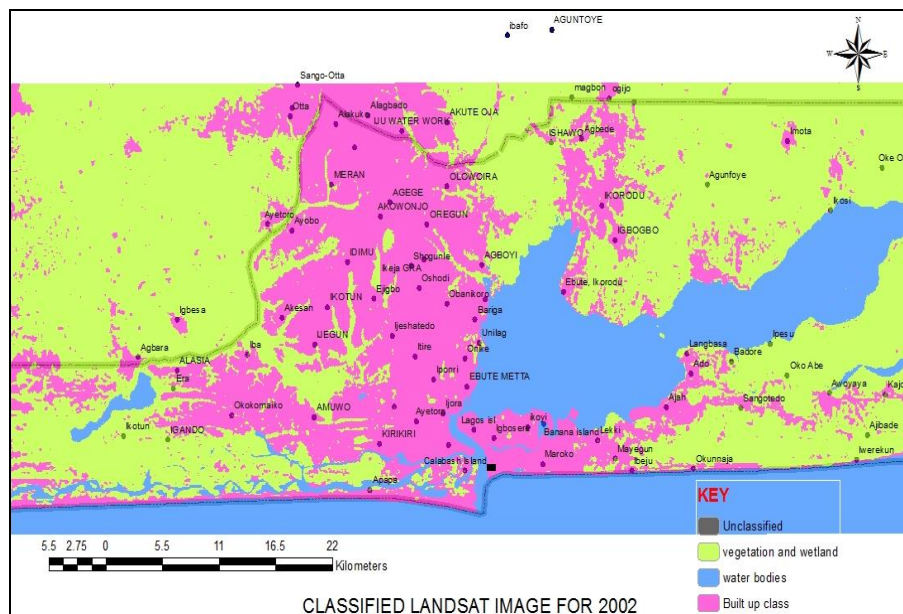 ibafo
AGUNTOYE
N
W E
S
Sango-Otta
magbon
ogijo
Otta
Alagbado
Alakuk
IJU WATER WORK
AKUTE OJA
ISHAWO
Agbede
Imota
Oke O
MERAN
OLOWOIRA
Agunfoye
AGEGE
IKORODU
Ikosi
AKOWONJO
OREGUN
Ayetoro
Ayobo
IGBOGBO
IDIMU
Shogunle
Ikeja GRA
AGBOYI
Oshodi
Ebute, Ikorodu
Ejigbo
Obanikoro
IKOTUN
Akesan
Igbesa
Bariga
Ijeshatedo
Unilag
IJEGUN
Ipesu
Iba
Itire
Onike
Langbasa
Badore
Agbara
ALASIA
Era
Iponri
EBUTE METTA
Ado
Oko Abe
Awoyaya
Kajo
Okokomaiko
AMUWO
Ayetoro
Ijora
Ajah
Sangotedo
Lagos isl
Igbosere
ikoyi
Banana island
Lekki
Ikotun
IGANDO
KIRIKIRI
Ajibade
Calabash Island
Maroko
Mayegun
Ibeju
Okunnaja
Iwerekun
Apapa
KEY
Unclassified
vegetation and wetland
water bodies
Built up class
5.5 2.75 0 5.5 11 16.5 22
Kilometers
CLASSIFIED LANDSAT IMAGE FOR 2002